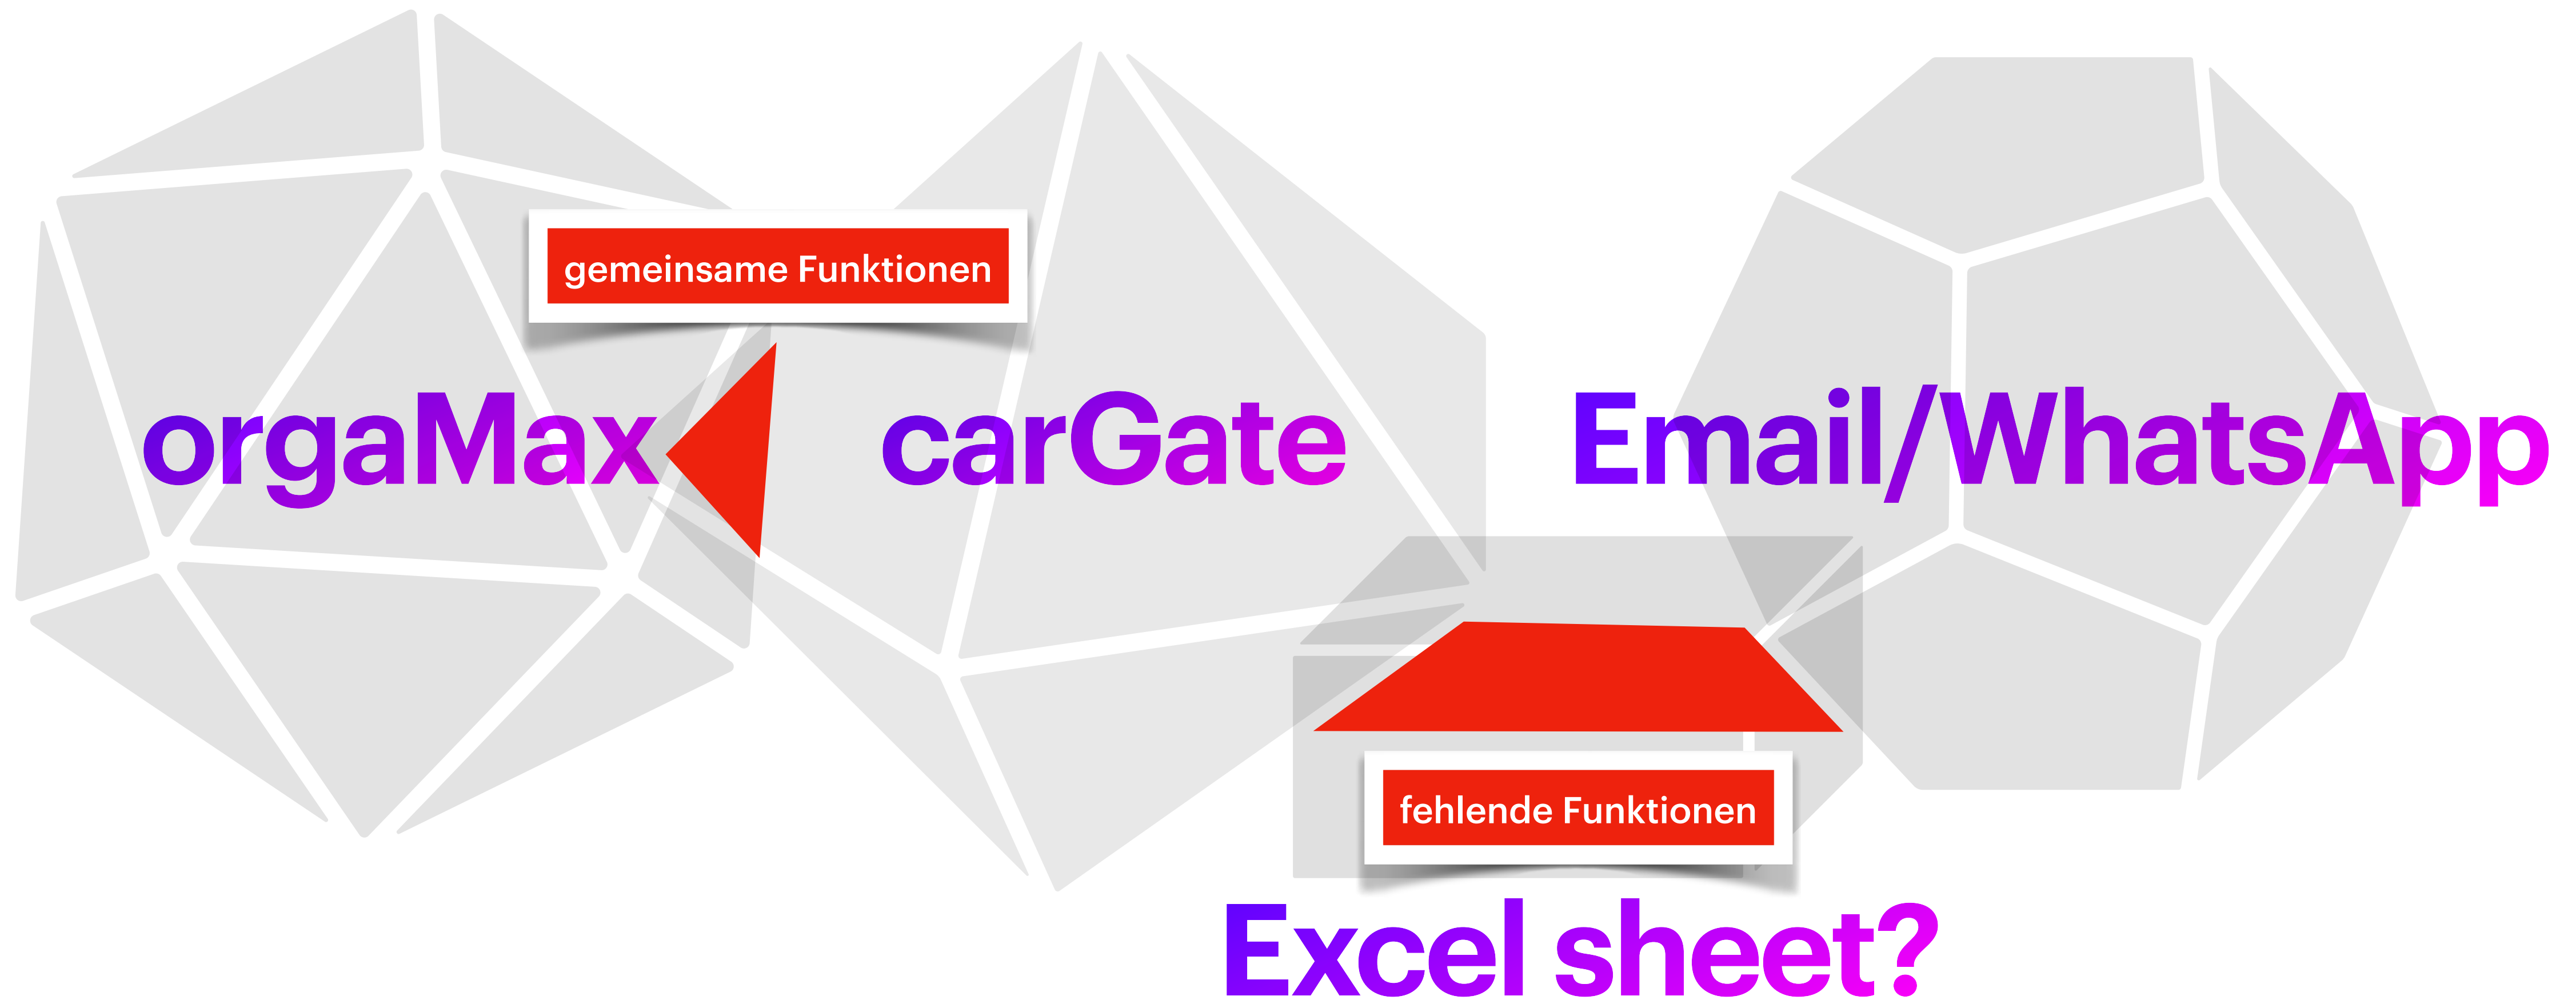 gemeinsame Funktionen
orgaMax
carGate
Email/WhatsApp
fehlende Funktionen
Excel sheet?